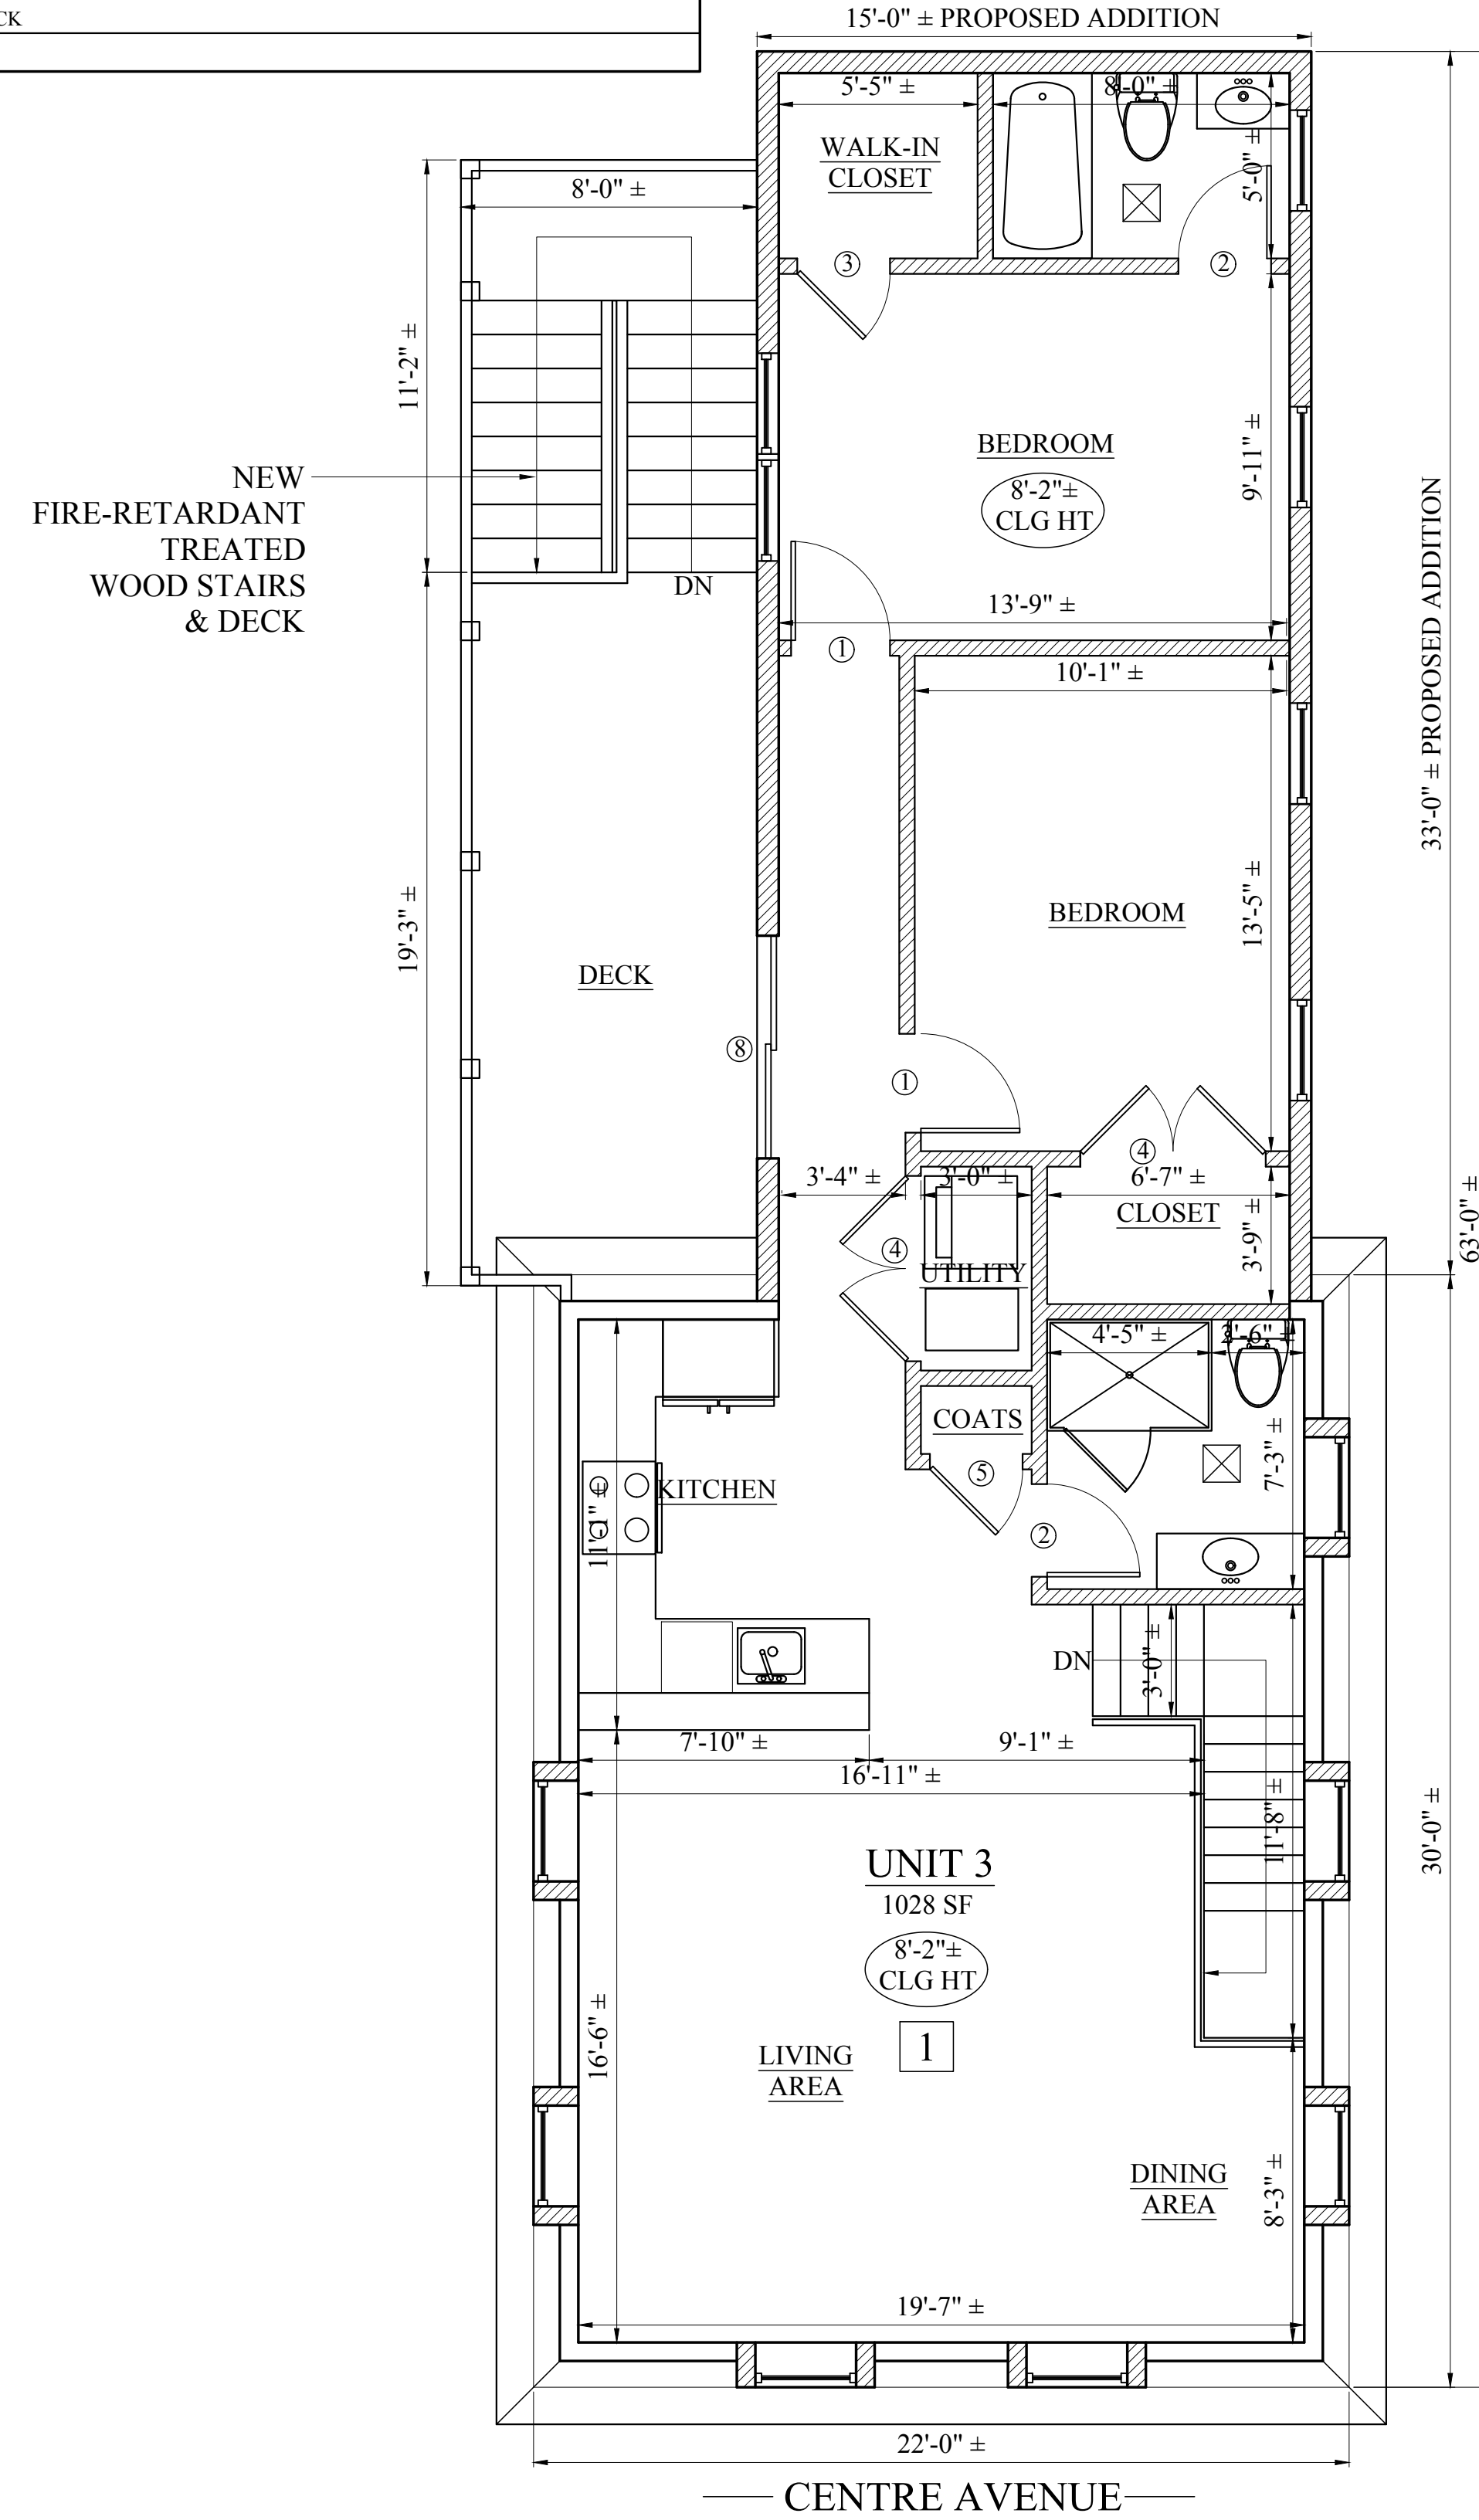 CK
15'-0" ± PROPOSED ADDITION
5'-5" ±
8'-0" ±
WALK-IN
CLOSET
5'-0" ±
8'-0" ±
3
2
11'-2" ±
BEDROOM
8'-2"±
CLG HT
9'-11" ±
NEW
FIRE-RETARDANT
TREATED
WOOD STAIRS
& DECK
DN
13'-9" ±
1
10'-1" ±
33'-0" ± PROPOSED ADDITION
19'-3" ±
BEDROOM
13'-5" ±
DECK
8
1
4
3'-4" ±
3'-0" ±
6'-7" ±
CLOSET
3'-9" ±
63'-0" ±
4
UTILITY
4'-5" ±
2'-6" ±
COATS
7'-3" ±
5
KITCHEN
11'-1" ±
2
DN
3'-0" ±
7'-10" ±
9'-1" ±
16'-11" ±
11'-8" ±
30'-0" ±
UNIT 3
1028 SF
8'-2"±
CLG HT
16'-6" ±
1
LIVING
AREA
DINING
AREA
8'-3" ±
19'-7" ±
22'-0" ±
CENTRE AVENUE